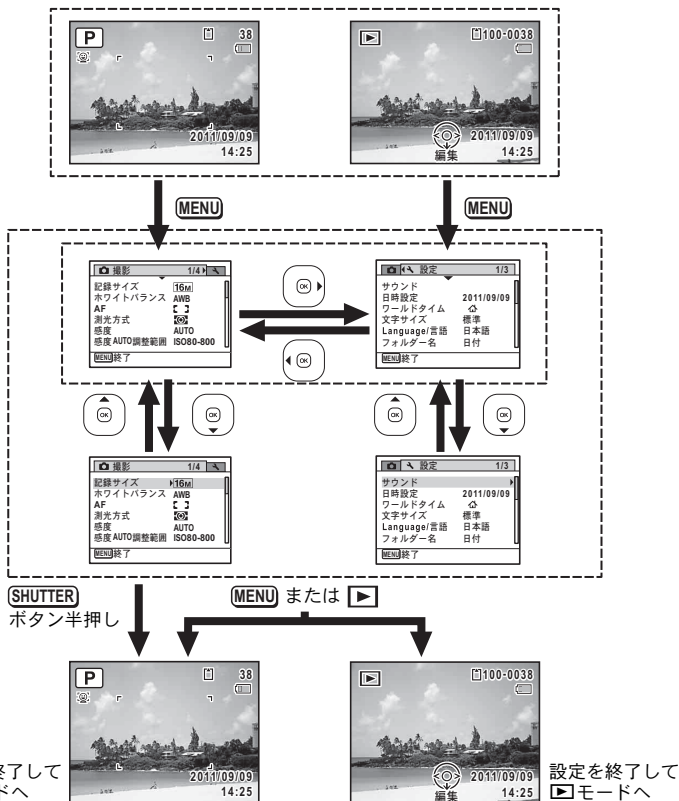 P 38
2011/09/09
14:25
100-0038
編集 2011/09/09
14:25
MENU
MENU
撮影 1/4
記録サイズ 16M
ホワイトバランス AWB
AF
測光方式
感度 AUTO
感度AUTO調整範囲 ISO80-800
MENU終了
OK
OK
設定 1/3
サウンド
日時設定 2011/09/09
ワールドタイム
文字サイズ 標準
Language/言語 日本語
フォルダー名 日付
MENU終了
OK
OK
OK
OK
撮影 1/4
記録サイズ 16M
ホワイトバランス AWB
AF
測光方式
感度 AUTO
感度AUTO調整範囲 ISO80-800
MENU終了
設定 1/3
サウンド
日時設定 2011/09/09
ワールドタイム
文字サイズ 標準
Language/言語 日本語
フォルダー名 日付
MENU終了
SHUTTER
ボタン半押し
MENU または
P 38
2011/09/09
14:25
終了して
ドへ
100-0038
編集 2011/09/09
14:25
設定を終了して
モードへ